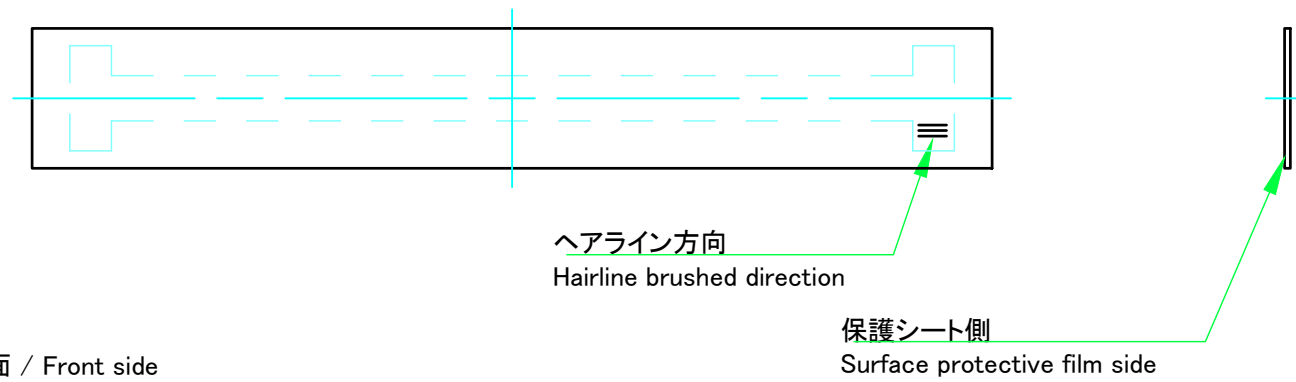 ヘアライン方向
Hairline brushed direction
保護シート側
Surface protective film side
面 / Front side